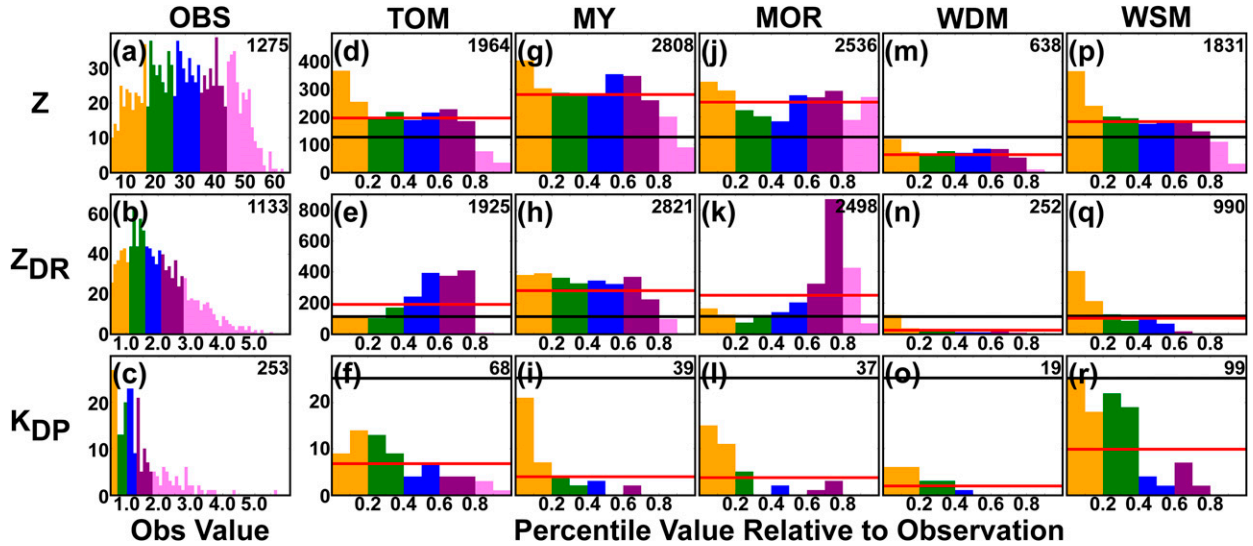 OBS TOM MY MOR WDM WSM
(a) 1275 (d) 1964 (g) 2808 (j) 2536 (m) 638 (p) 1831
Z
30 20 10 0
400 300 200 100 0
10 20 30 40 50 60 0.2 0.4 0.6 0.8 0.2 0.4 0.6 0.8 0.2 0.4 0.6 0.8 0.2 0.4 0.6 0.8 0.2 0.4 0.6 0.8
(b) 1133 (e) 1925 (h) 2821 (k) 2498 (n) 252 (q) 990
ZDR
60 40 20 0
800 600 400 200 0
1.0 2.0 3.0 4.0 5.0 0.2 0.4 0.6 0.8 0.2 0.4 0.6 0.8 0.2 0.4 0.6 0.8 0.2 0.4 0.6 0.8 0.2 0.4 0.6 0.8
(c) 253 (f) 68 (i) 39 (l) 37 (o) 19 (r) 99
KDP
20 10 0
20 10 0
1.0 2.0 3.0 4.0 5.0 0.2 0.4 0.6 0.8 0.2 0.4 0.6 0.8 0.2 0.4 0.6 0.8 0.2 0.4 0.6 0.8 0.2 0.4 0.6 0.8
Obs Value Percentile Value Relative to Observation